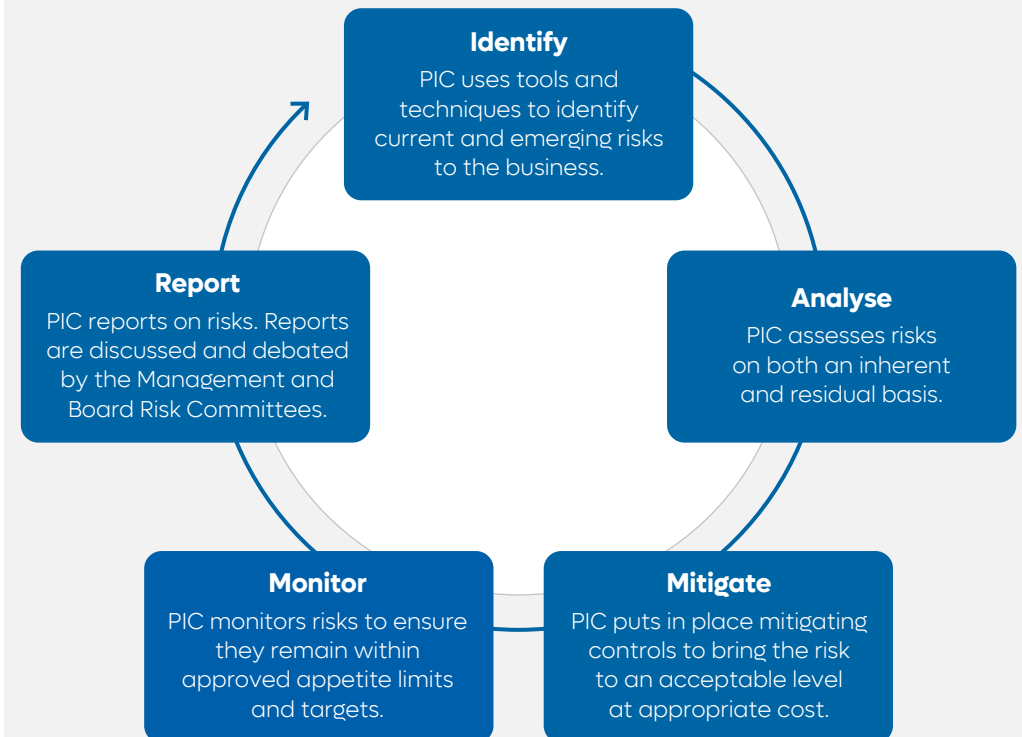 Identify
PIC uses tools and
techniques to identify
current and emerging risks
to the business.
Analyse
PIC assesses risks
on both an inherent
and residual basis.
Mitigate
PIC puts in place mitigating
controls to bring the risk
to an acceptable level
at appropriate cost.
Monitor
PIC monitors risks to ensure
they remain within
approved appetite limits
and targets.
Report
PIC reports on risks. Reports
are discussed and debated
by the Management and
Board Risk Committees.